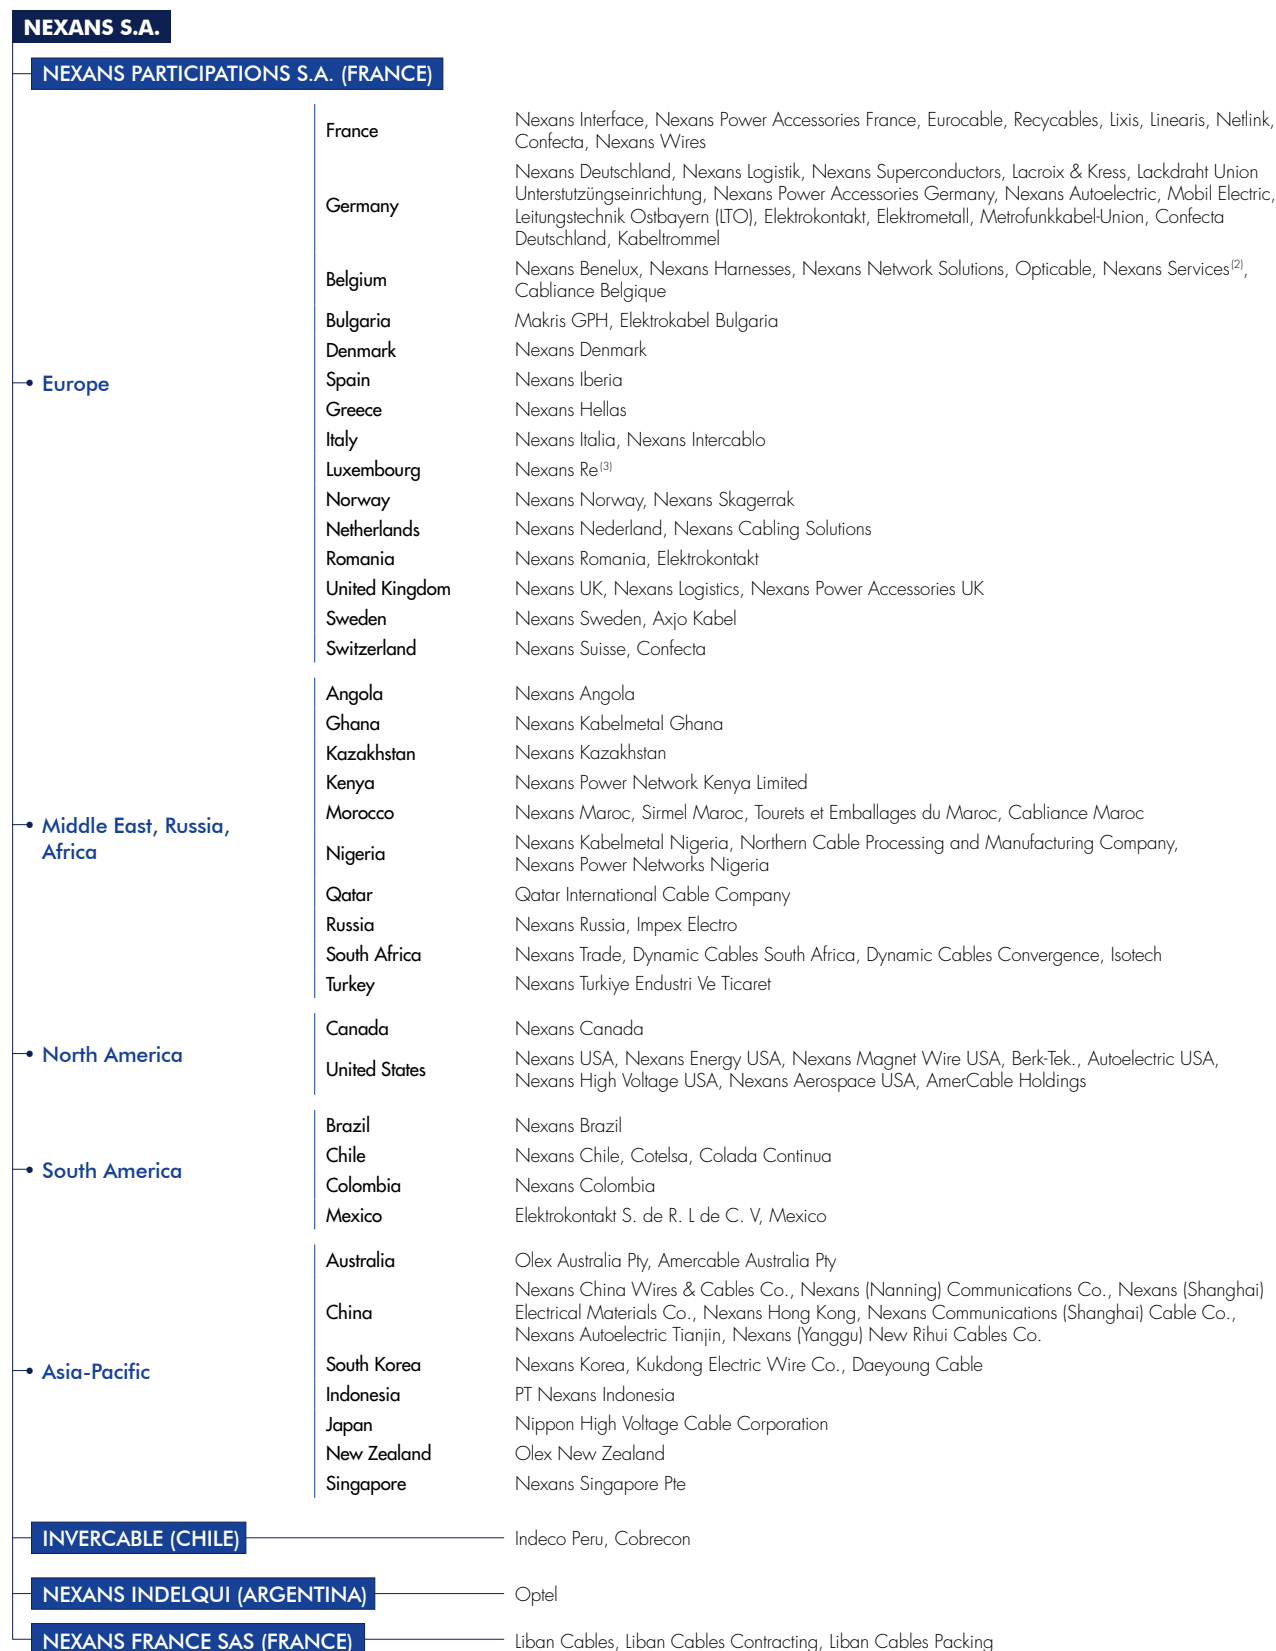 NEXANS S.A.
NEXANS PARTICIPATIONS S.A. (FRANCE)
Europe
France
Nexans Interface, Nexans Power Accessories France, Eurocable, Recycables, Lixis, Linearis, Netlink,
Confecta, Nexans Wires
Germany
Nexans Deutschland, Nexans Logistik, Nexans Superconductors, Lacroix & Kress, Lackdraht Union
Unterstutzüngseinrichtung, Nexans Power Accessories Germany, Nexans Autoelectric, Mobil Electric,
Leitungstechnik Ostbayern (LTO), Elektrokontakt, Elektrometall, Metrofunkkabel-Union, Confecta
Deutschland, Kabeltrommel
Belgium
Nexans Benelux, Nexans Harnesses, Nexans Network Solutions, Opticable, Nexans Services(2),
Cabliance Belgique
Bulgaria
Makris GPH, Elektrokabel Bulgaria
Denmark
Nexans Denmark
Spain
Nexans Iberia
Greece
Nexans Hellas
Italy
Nexans Italia, Nexans Intercablo
Luxembourg
Nexans Re(3)
Norway
Nexans Norway, Nexans Skagerrak
Netherlands
Nexans Nederland, Nexans Cabling Solutions
Romania
Nexans Romania, Elektrokontakt
United Kingdom
Nexans UK, Nexans Logistics, Nexans Power Accessories UK
Sweden
Nexans Sweden, Axjo Kabel
Switzerland
Nexans Suisse, Confecta
Middle East, Russia,
Africa
Angola
Nexans Angola
Ghana
Nexans Kabelmetal Ghana
Kazakhstan
Nexans Kazakhstan
Kenya
Nexans Power Network Kenya Limited
Morocco
Nexans Maroc, Sirmel Maroc, Tourets et Emballages du Maroc, Cabliance Maroc
Nigeria
Nexans Kabelmetal Nigeria, Northern Cable Processing and Manufacturing Company,
Nexans Power Networks Nigeria
Qatar
Qatar International Cable Company
Russia
Nexans Russia, Impex Electro
South Africa
Nexans Trade, Dynamic Cables South Africa, Dynamic Cables Convergence, Isotech
Turkey
Nexans Turkiye Endustri Ve Ticaret
North America
Canada
Nexans Canada
United States
Nexans USA, Nexans Energy USA, Nexans Magnet Wire USA, Berk-Tek., Autoelectric USA,
Nexans High Voltage USA, Nexans Aerospace USA, AmerCable Holdings
South America
Brazil
Nexans Brazil
Chile
Nexans Chile, Cotelsa, Colada Continua
Colombia
Nexans Colombia
Mexico
Elektrokontakt S. de R. L de C. V, Mexico
Asia-Pacific
Australia
Olex Australia Pty, Amercable Australia Pty
China
Nexans China Wires & Cables Co., Nexans (Nanning) Communications Co., Nexans (Shanghai)
Electrical Materials Co., Nexans Hong Kong, Nexans Communications (Shanghai) Cable Co.,
Nexans Autoelectric Tianjin, Nexans (Yanggu) New Rihui Cables Co.
South Korea
Nexans Korea, Kukdong Electric Wire Co., Daeyoung Cable
Indonesia
PT Nexans Indonesia
Japan
Nippon High Voltage Cable Corporation
New Zealand
Olex New Zealand
Singapore
Nexans Singapore Pte
INVERCABLE (CHILE)
Indeco Peru, Cobrecon
NEXANS INDELQUI (ARGENTINA)
Optel
NEXANS FRANCE SAS (FRANCE)
Liban Cables, Liban Cables Contracting, Liban Cables Packing